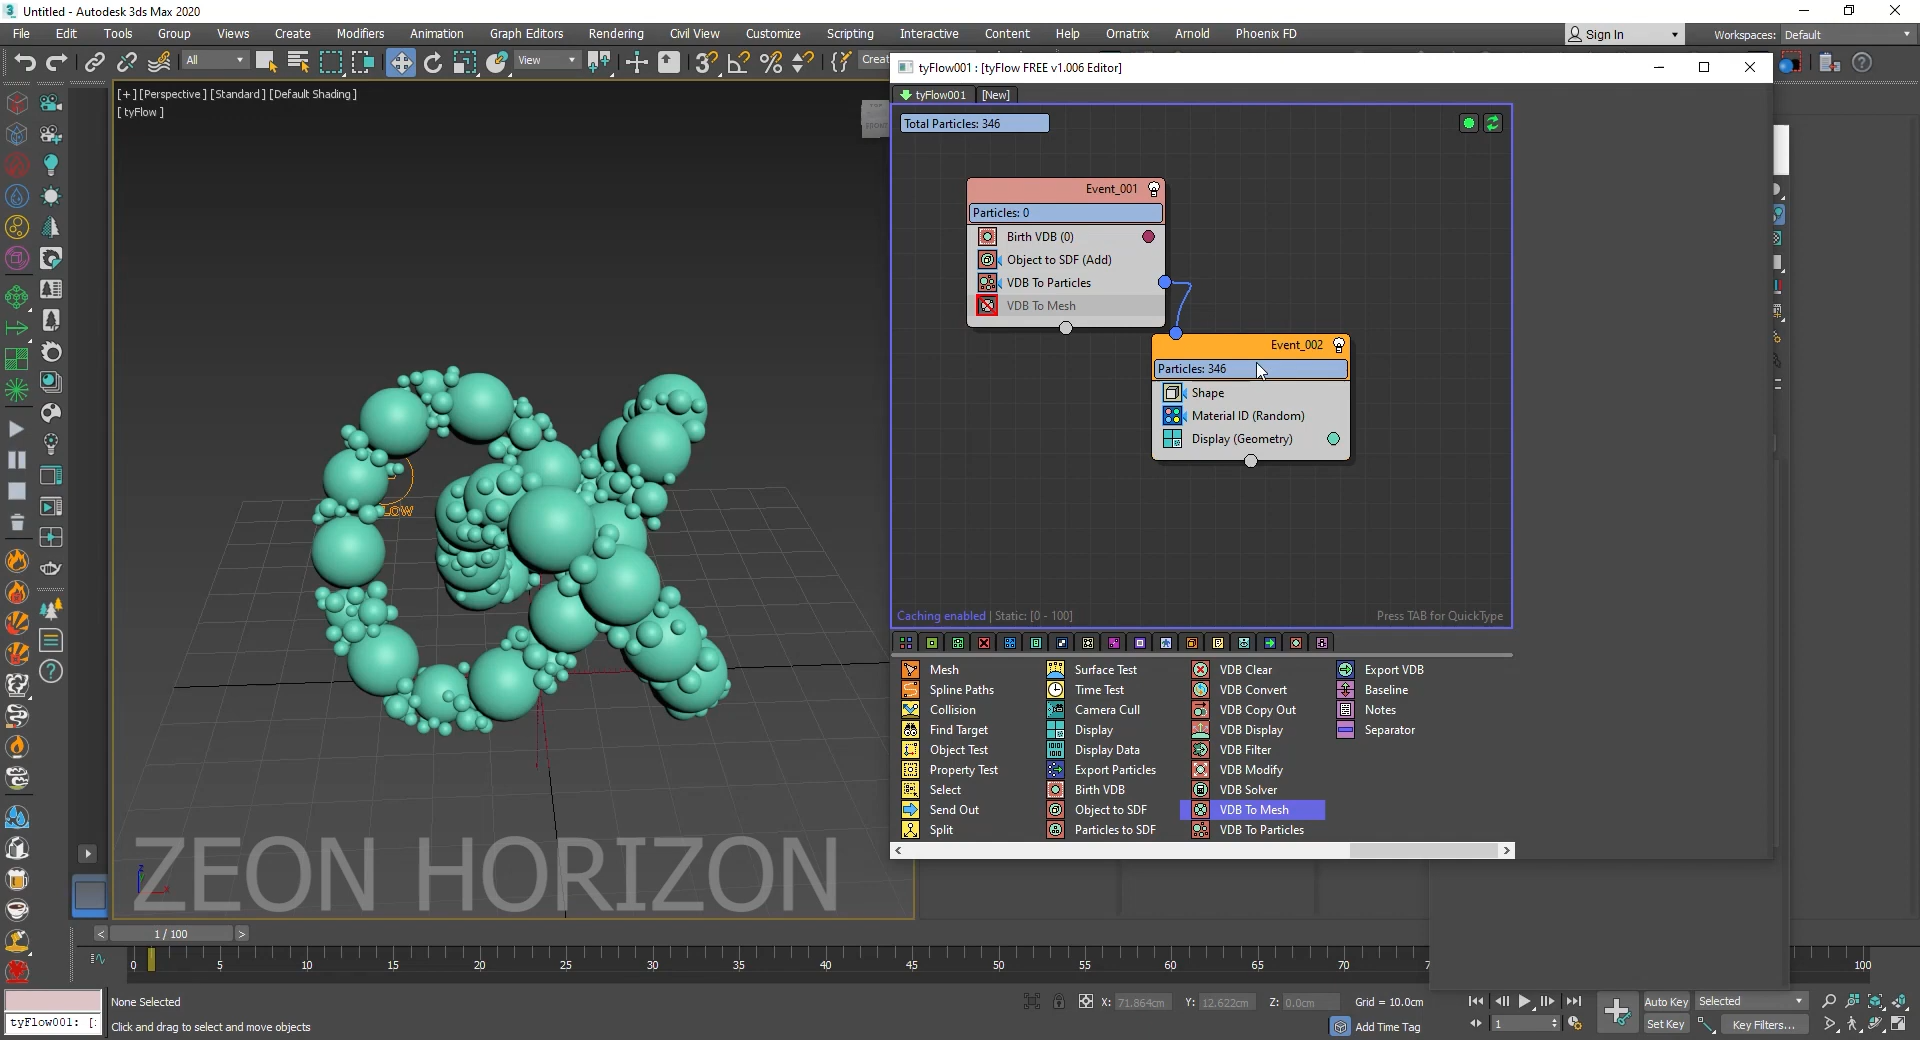 Untitled - Autodesk 3ds Max 2020
File Edit Tools Group Views Create Modifiers Animation Graph Editors Rendering Civil View Customize Scripting Interactive Content Help Ornatrix Arnold Phoenix FD
Sign In
Workspaces: Default
All
View
Crea
tyFlow001 : [tyFlow FREE v1.006 Editor]
[+] [Perspective ] [Standard ] [Default Shading ]
[ tyFlow ]
tyFlow001 [New]
Total Particles: 346
Event_001
Particles: 0
Birth VDB (0)
Object to SDF (Add)
VDB To Particles
VDB To Mesh
Event_002
Particles: 346
Shape
Material ID (Random)
Display (Geometry)
Caching enabled | Static: [0 - 100]
Press TAB for QuickType
Mesh Surface Test VDB Clear Export VDB
Spline Paths Time Test VDB Convert Baseline
Collision Camera Cull VDB Copy Out Notes
Find Target Display VDB Display Separator
Object Test Display Data VDB Filter
Property Test Export Particles VDB Modify
Select Birth VDB VDB Solver
Send Out Object to SDF VDB To Mesh
Split Particles to SDF VDB To Particles
ZEON HORIZON
1 / 100
0 5 10 15 20 25 30 35 40 45 50 55 60 65 70 7 100
None Selected
X: 71.864cm Y: 12.622cm Z: 0.0cm Grid = 10.0cm
Auto Key Selected
tyFlow001: [:
Click and drag to select and move objects
Add Time Tag
1
Set Key Key Filters...